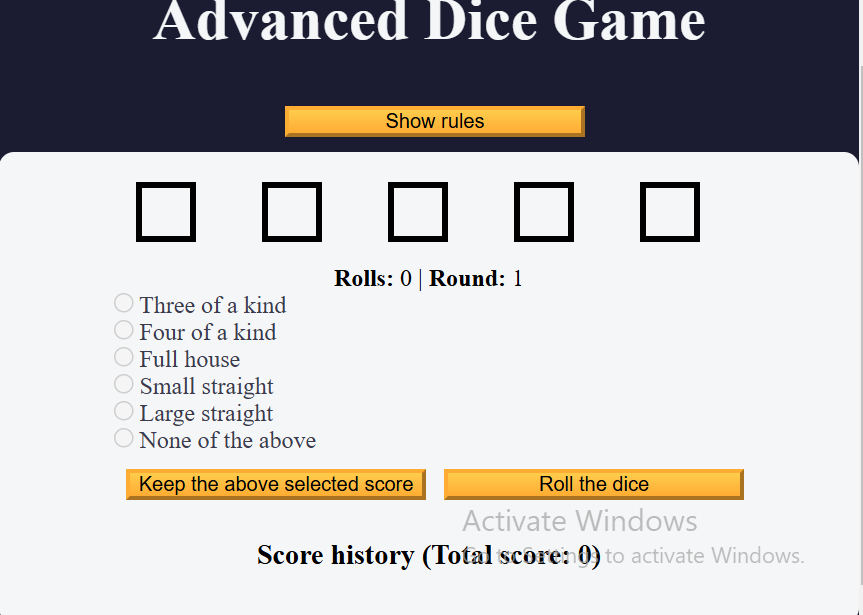 Advanced Dice Game
Show rules
Rolls: 0 | Round: 1
Three of a kind
Four of a kind
Full house
Small straight
Large straight
None of the above
Keep the above selected score
Roll the dice
Activate Windows
Score history (Total score: 0)
Go to Settings to activate Windows.